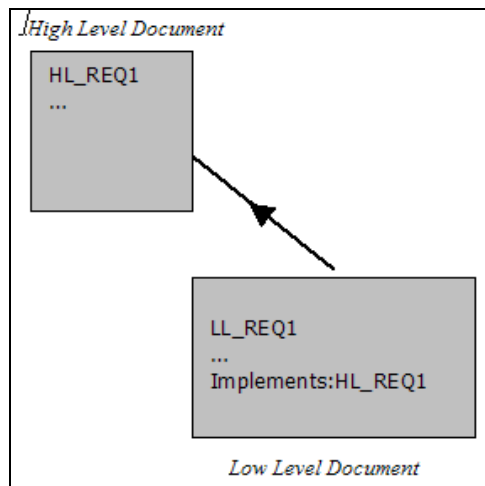 High Level Document
HL_REQ1
...
LL_REQ1
...
Implements:HL_REQ1
Low Level Document